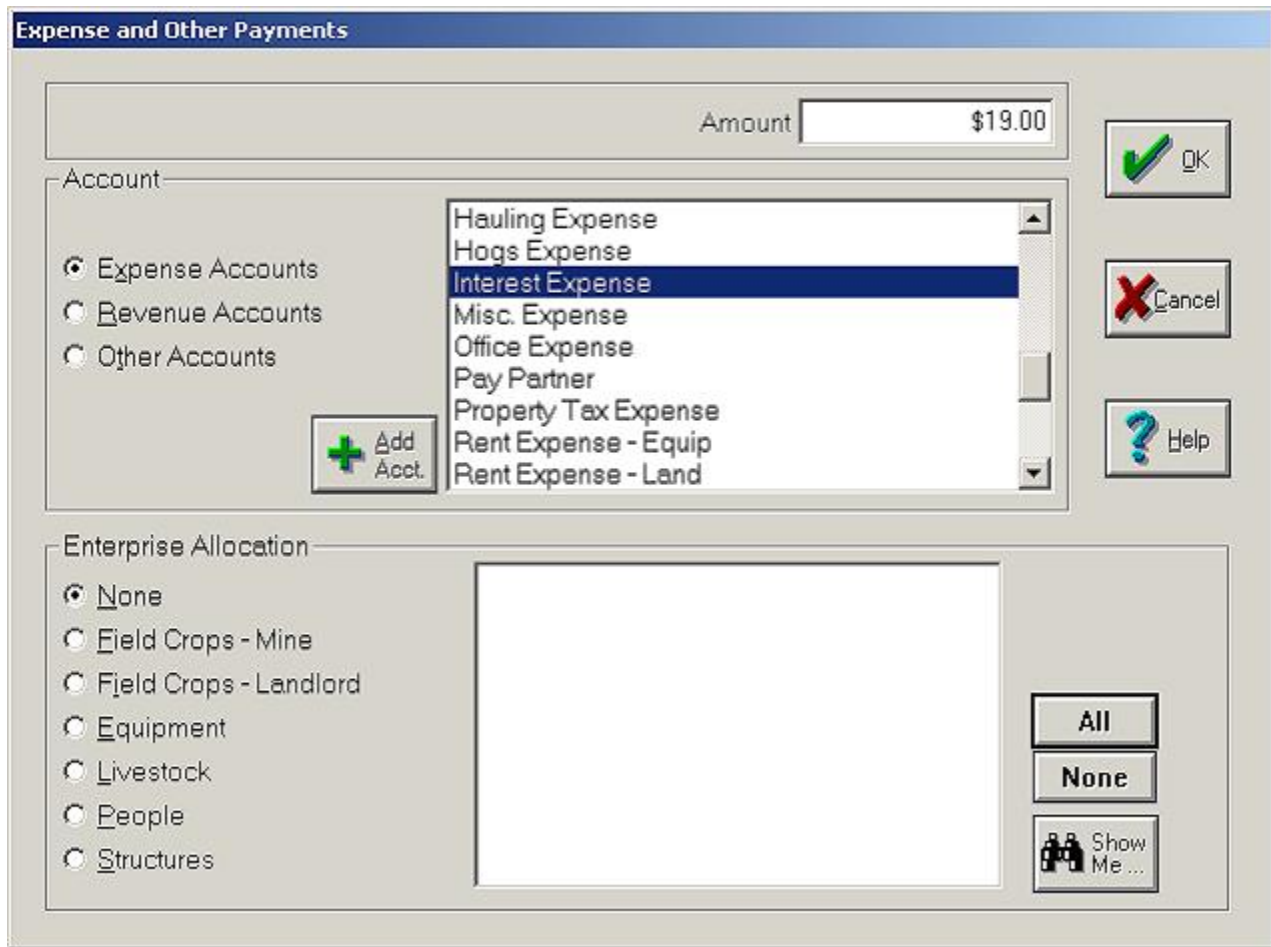 Expense and Other Payments
Amount $19.00
OK
Account
Expense Accounts
Revenue Accounts
Other Accounts
Add
Acct.
Hauling Expense
Hogs Expense
Interest Expense
Misc. Expense
Office Expense
Pay Partner
Property Tax Expense
Rent Expense - Equip
Rent Expense - Land
Cancel
Help
Enterprise Allocation
None
Field Crops - Mine
Field Crops - Landlord
Equipment
Livestock
People
Structures
All
None
Show
Me ...